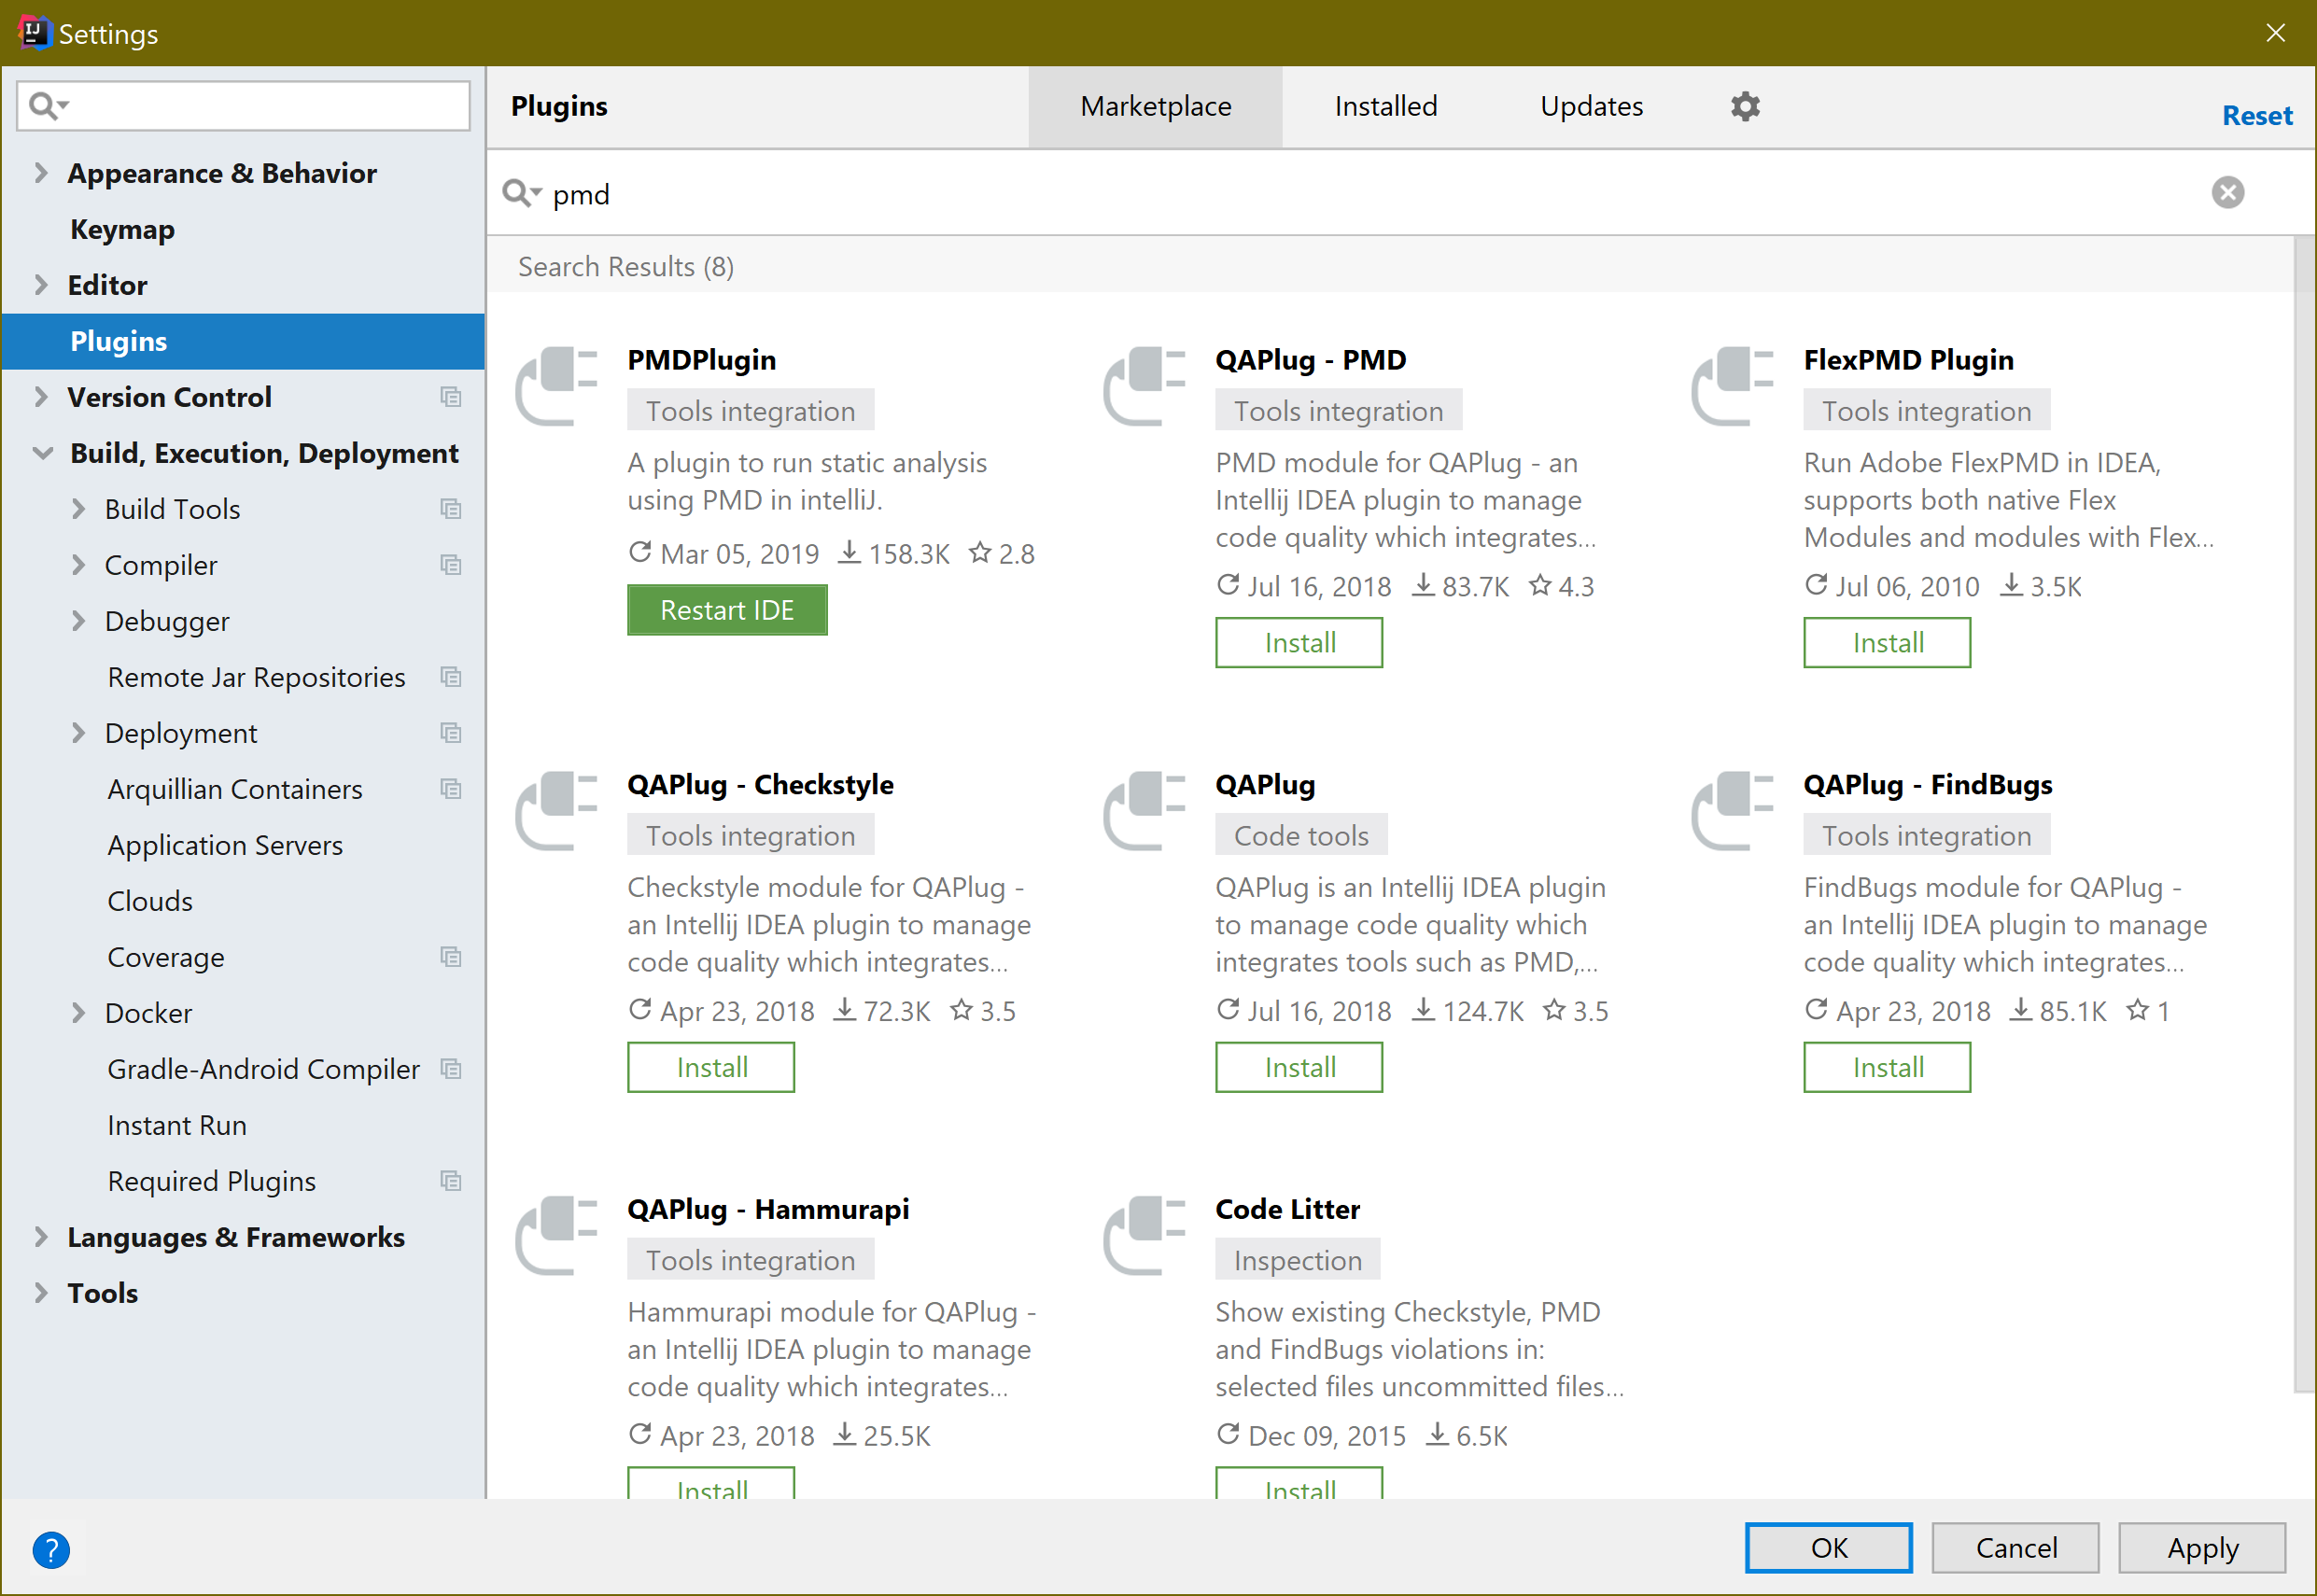 Settings
Plugins Marketplace Installed Updates Reset
pmd
Search Results (8)
Appearance & Behavior
Keymap
Editor
Plugins
Version Control
Build, Execution, Deployment
Build Tools
Compiler
Debugger
Remote Jar Repositories
Deployment
Arquillian Containers
Application Servers
Clouds
Coverage
Docker
Gradle-Android Compiler
Instant Run
Required Plugins
Languages & Frameworks
Tools
PMDPlugin
Tools integration
A plugin to run static analysis
using PMD in intelliJ.
Mar 05, 2019 158.3K 2.8
Restart IDE
QAPlug - PMD
Tools integration
PMD module for QAPlug - an
Intellij IDEA plugin to manage
code quality which integrates...
Jul 16, 2018 83.7K 4.3
Install
FlexPMD Plugin
Tools integration
Run Adobe FlexPMD in IDEA,
supports both native Flex
Modules and modules with Flex...
Jul 06, 2010 3.5K
Install
QAPlug - Checkstyle
Tools integration
Checkstyle module for QAPlug -
an Intellij IDEA plugin to manage
code quality which integrates...
Apr 23, 2018 72.3K 3.5
Install
QAPlug
Code tools
QAPlug is an Intellij IDEA plugin
to manage code quality which
integrates tools such as PMD,...
Jul 16, 2018 124.7K 3.5
Install
QAPlug - FindBugs
Tools integration
FindBugs module for QAPlug -
an Intellij IDEA plugin to manage
code quality which integrates...
Apr 23, 2018 85.1K 1
Install
QAPlug - Hammurapi
Tools integration
Hammurapi module for QAPlug -
an Intellij IDEA plugin to manage
code quality which integrates...
Apr 23, 2018 25.5K
Install
Code Litter
Inspection
Show existing Checkstyle, PMD
and FindBugs violations in:
selected files uncommitted files...
Dec 09, 2015 6.5K
Install
? OK Cancel Apply